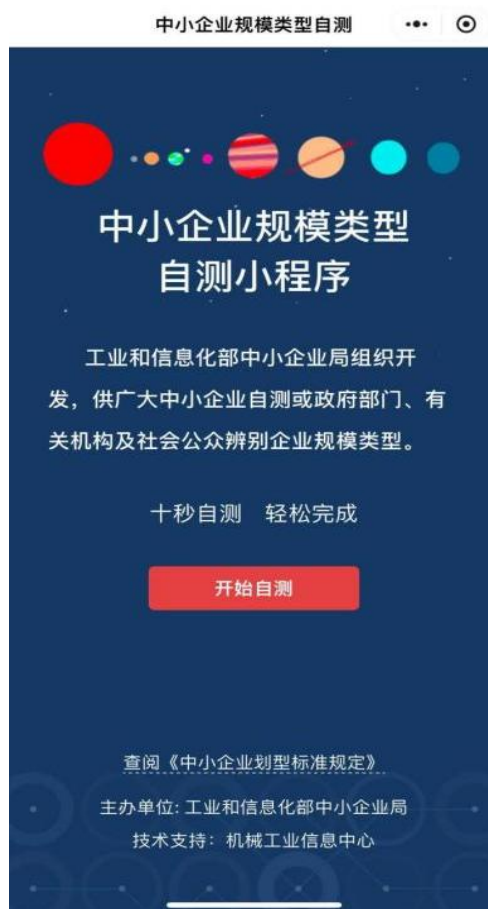 中小企业规模类型自测
中小企业规模类型
自测小程序
工业和信息化部中小企业局组织开
发，供广大中小企业自测或政府部门、有
关机构及社会公众辨别企业规模类型。
十秒自测 轻松完成
开始自测
查阅《中小企业划型标准规定》
主办单位: 工业和信息化部中小企业局
技术支持：机械工业信息中心